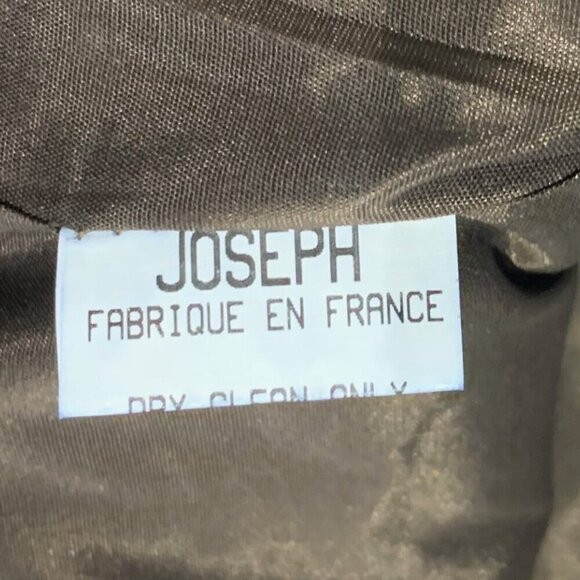 JOSEPH
FABRIQUE EN FRANCE
DRY CLEAN ONLY